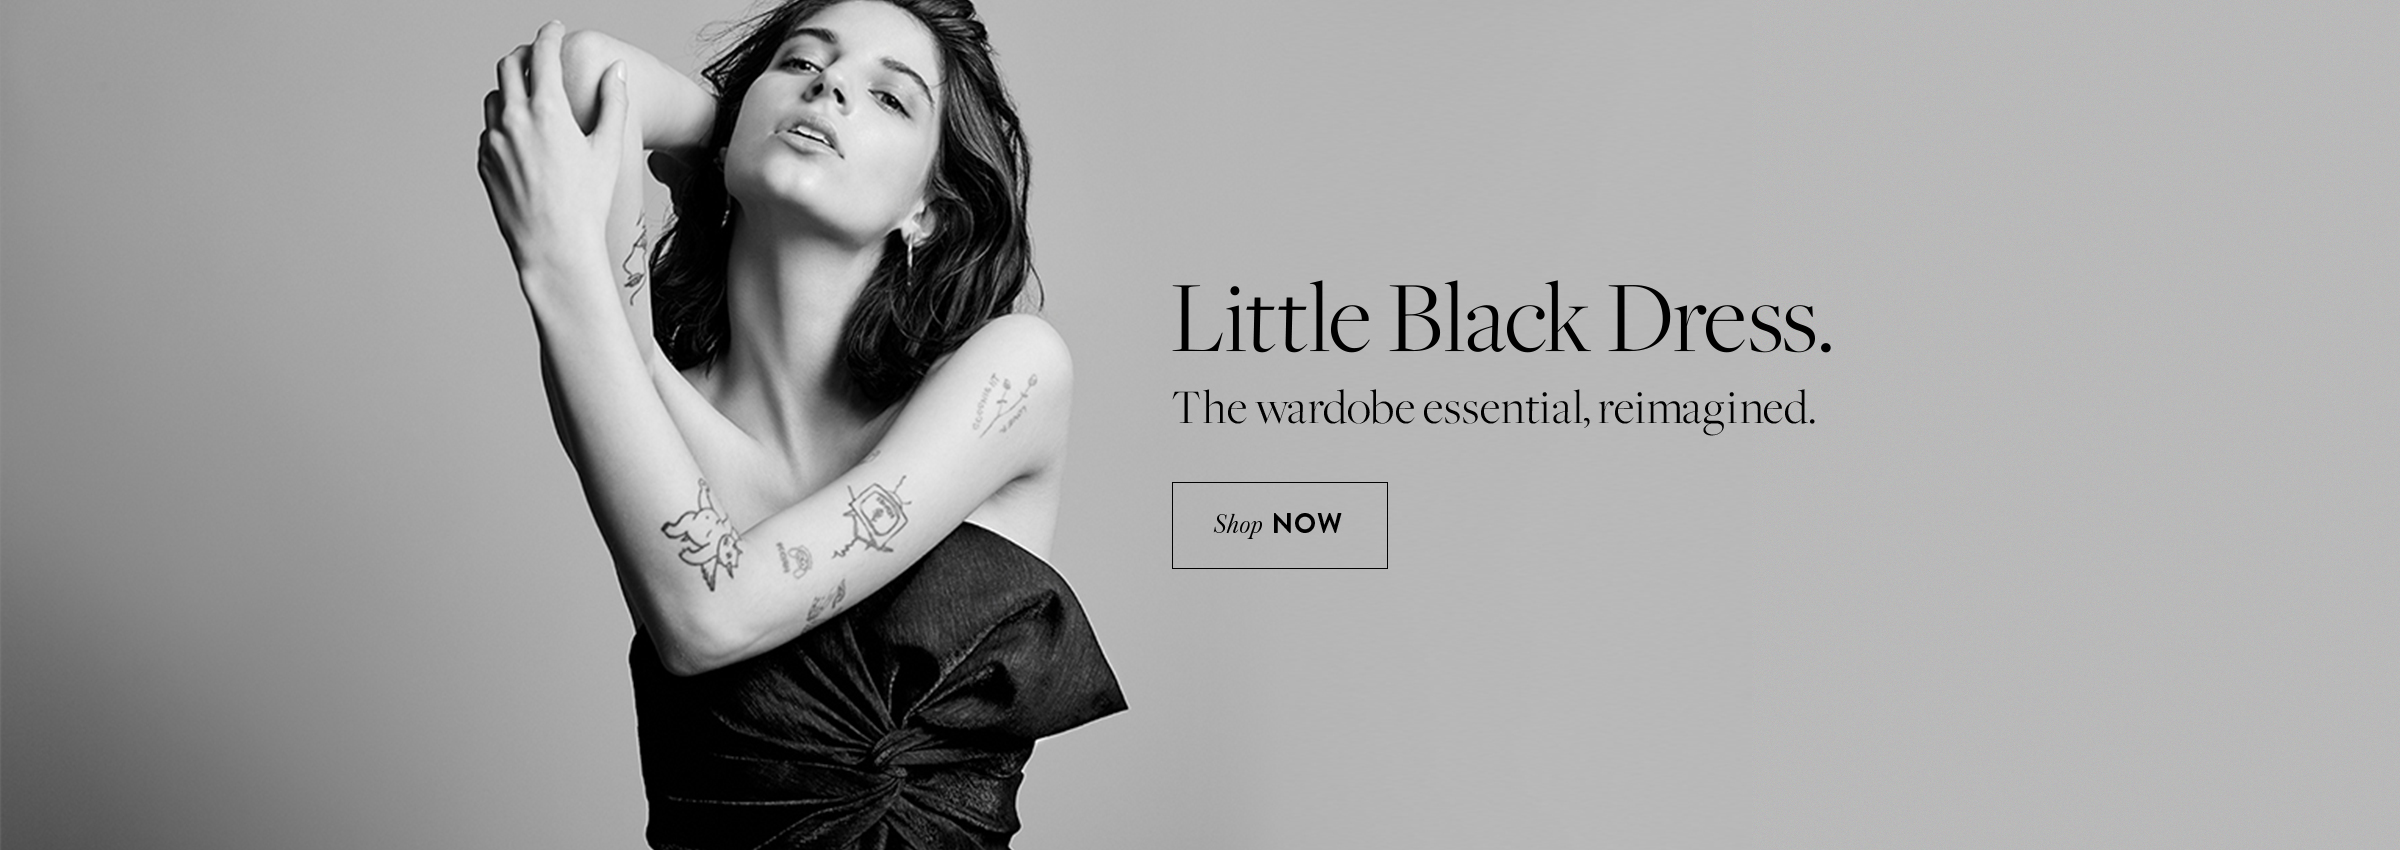 Little Black Dress.
The wardobe essential, reimagined.
Shop NOW